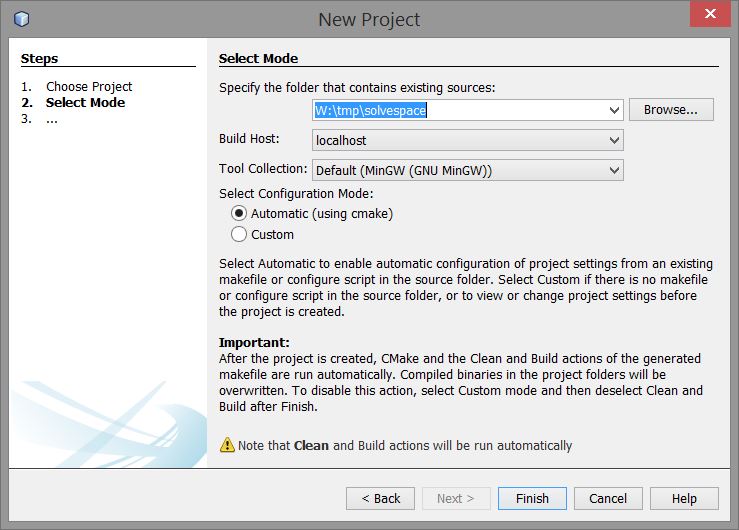 New Project
Steps
1. Choose Project
2. Select Mode
3. ...
Select Mode
Specify the folder that contains existing sources:
W:\tmp\solvespace
Browse...
Build Host:
localhost
Tool Collection:
Default (MinGW (GNU MinGW))
Select Configuration Mode:
Automatic (using cmake)
Custom
Select Automatic to enable automatic configuration of project settings from an existing
makefile or configure script in the source folder. Select Custom if there is no makefile
or configure script in the source folder, or to view or change project settings before
the project is created.
Important:
After the project is created, CMake and the Clean and Build actions of the generated
makefile are run automatically. Compiled binaries in the project folders will be
overwritten. To disable this action, select Custom mode and then deselect Clean and
Build after Finish.
Note that Clean and Build actions will be run automatically
< Back
Next >
Finish
Cancel
Help